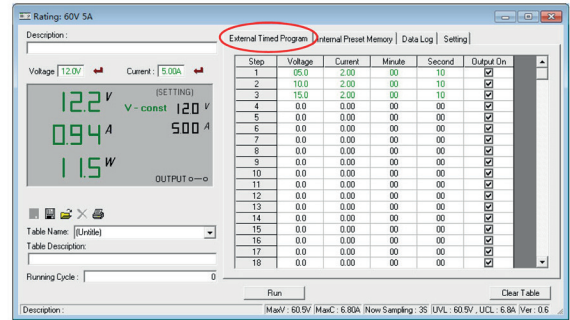 Rating: 60V 5A
Description :
Voltage 12.0V Current : 5.00A
12.2 V
(SETTING)
V - const 12.0 V
0.94 A
5.00 A
11.5 W
OUTPUT
Table Name: (Untitle)
Table Description:
Running Cycle : 0
External Timed Program Internal Preset Memory Data Log Setting
Step Voltage Current Minute Second Output On
1 05.0 2.00 00 10
2 10.0 2.00 00 10
3 15.0 2.00 00 10
4 0.0 0.00 00 00
5 0.0 0.00 00 00
6 0.0 0.00 00 00
7 0.0 0.00 00 00
8 0.0 0.00 00 00
9 0.0 0.00 00 00
10 0.0 0.00 00 00
11 0.0 0.00 00 00
12 0.0 0.00 00 00
13 0.0 0.00 00 00
14 0.0 0.00 00 00
15 0.0 0.00 00 00
16 0.0 0.00 00 00
17 0.0 0.00 00 00
18 0.0 0.00 00 00
Run Clear Table
Description : MaxV : 60.5V MaxC : 6.80A Now Sampling : 3S UVL : 60.5V , UCL : 6.8A Ver : 0.6